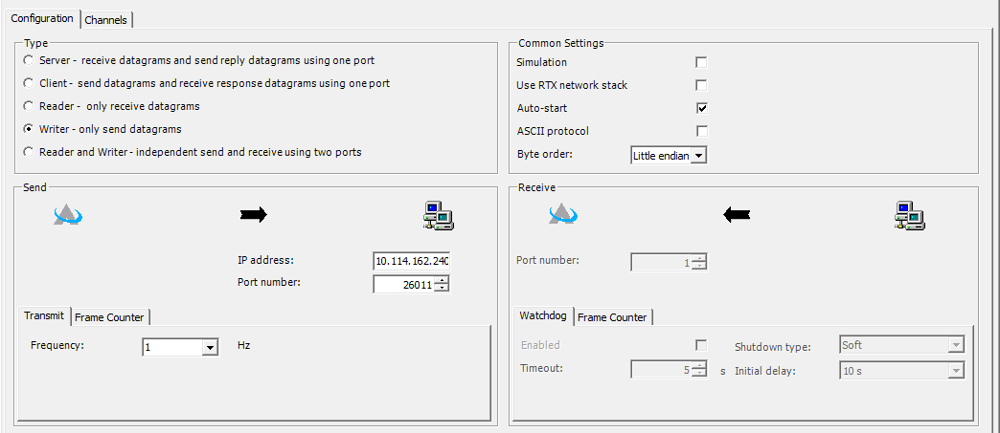 Configuration Channels
Type
Server - receive datagrams and send reply datagrams using one port
Client - send datagrams and receive response datagrams using one port
Reader - only receive datagrams
Writer - only send datagrams
Reader and Writer - independent send and receive using two ports
Common Settings
Simulation
Use RTX network stack
Auto-start
ASCII protocol
Byte order: Little endian
Send
IP address: 10.114.162.240
Port number: 26011
Transmit Frame Counter
Frequency: 1 Hz
Receive
Port number: 1
Watchdog Frame Counter
Enabled Shutdown type: Soft
Timeout: 5 s Initial delay: 10 s